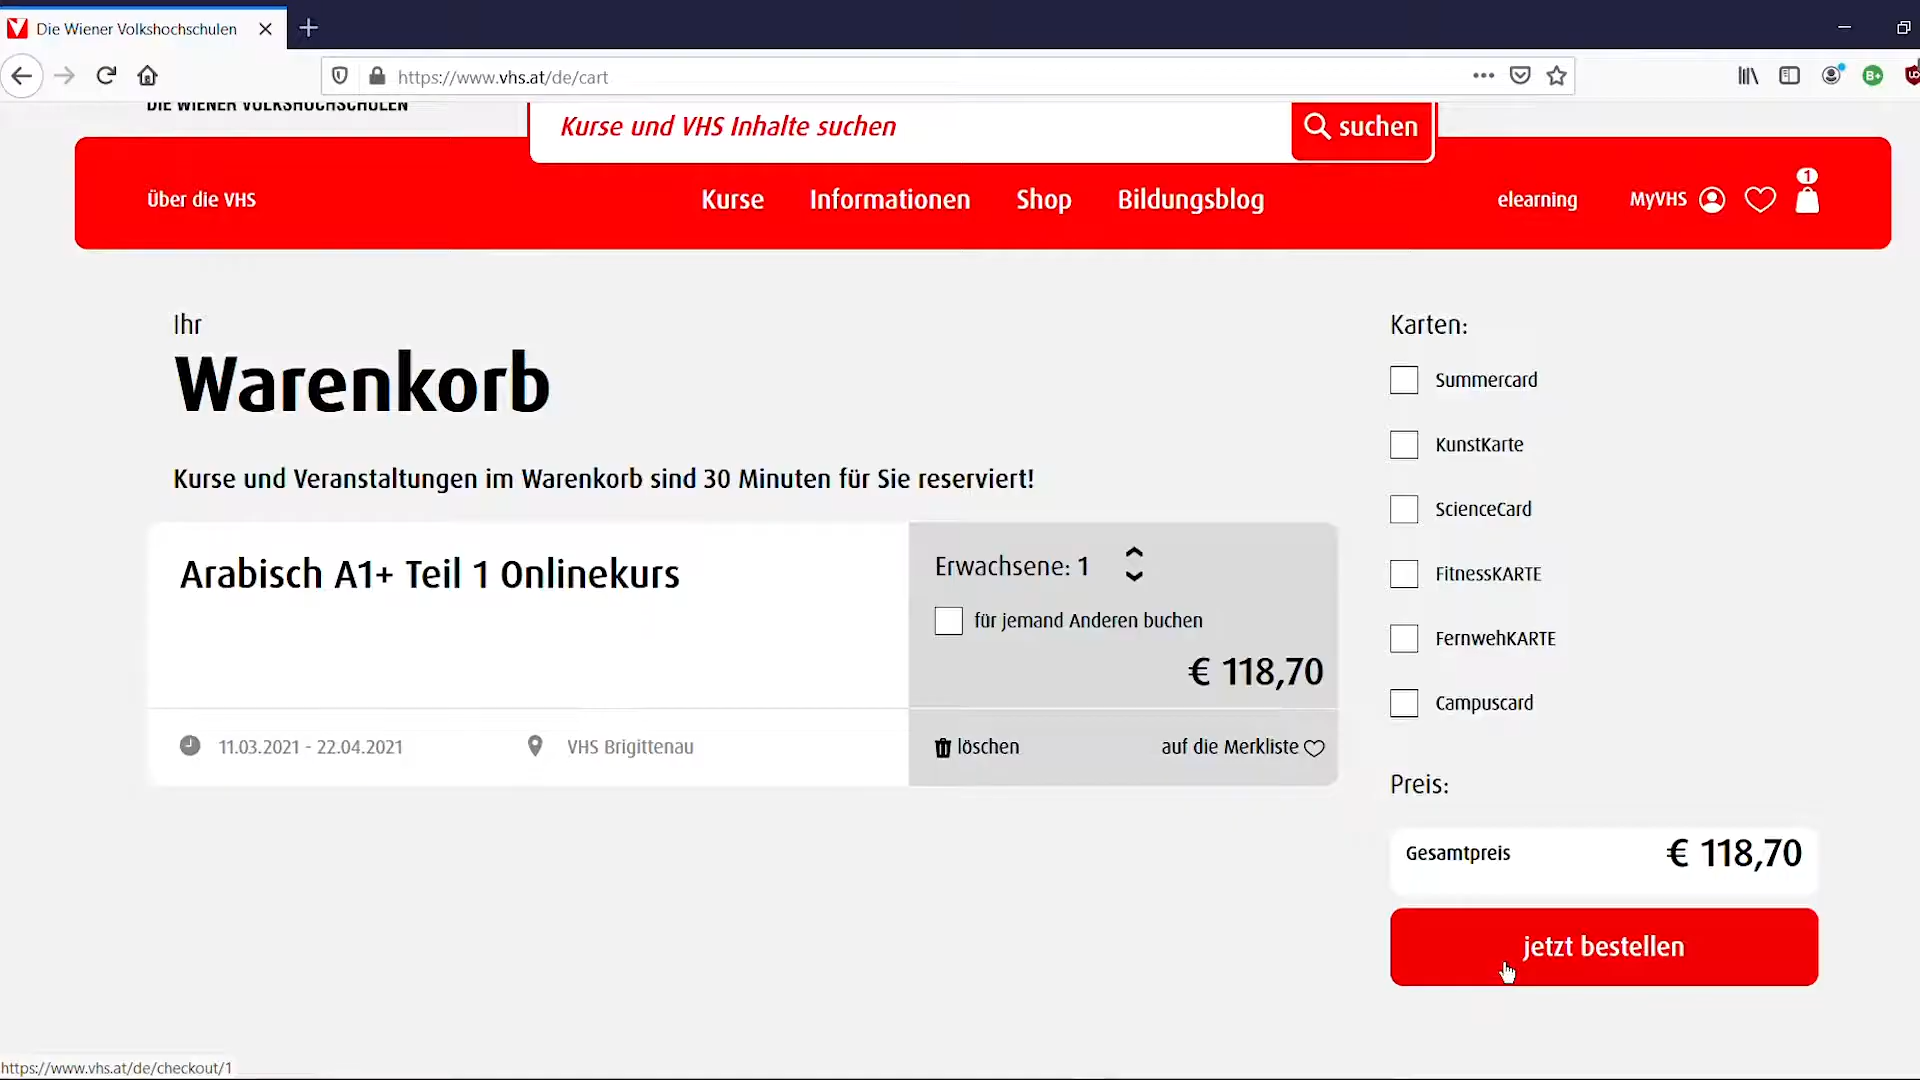 Die Wiener Volkshochschulen
https://www.vhs.at/de/cart
DIE WIENER VOLKSHOCHSCHULEN
Kurse und VHS Inhalte suchen
suchen
Über die VHS
Kurse
Informationen
Shop
Bildungsblog
elearning
MyVHS
1
Ihr
Warenkorb
Kurse und Veranstaltungen im Warenkorb sind 30 Minuten für Sie reserviert!
Arabisch A1+ Teil 1 Onlinekurs
Erwachsene: 1
für jemand Anderen buchen
€ 118,70
11.03.2021 - 22.04.2021
VHS Brigittenau
löschen
auf die Merkliste
Karten:
Summercard
KunstKarte
ScienceCard
FitnessKARTE
FernwehKARTE
Campuscard
Preis:
Gesamtpreis
€ 118,70
jetzt bestellen
https://www.vhs.at/de/checkout/1